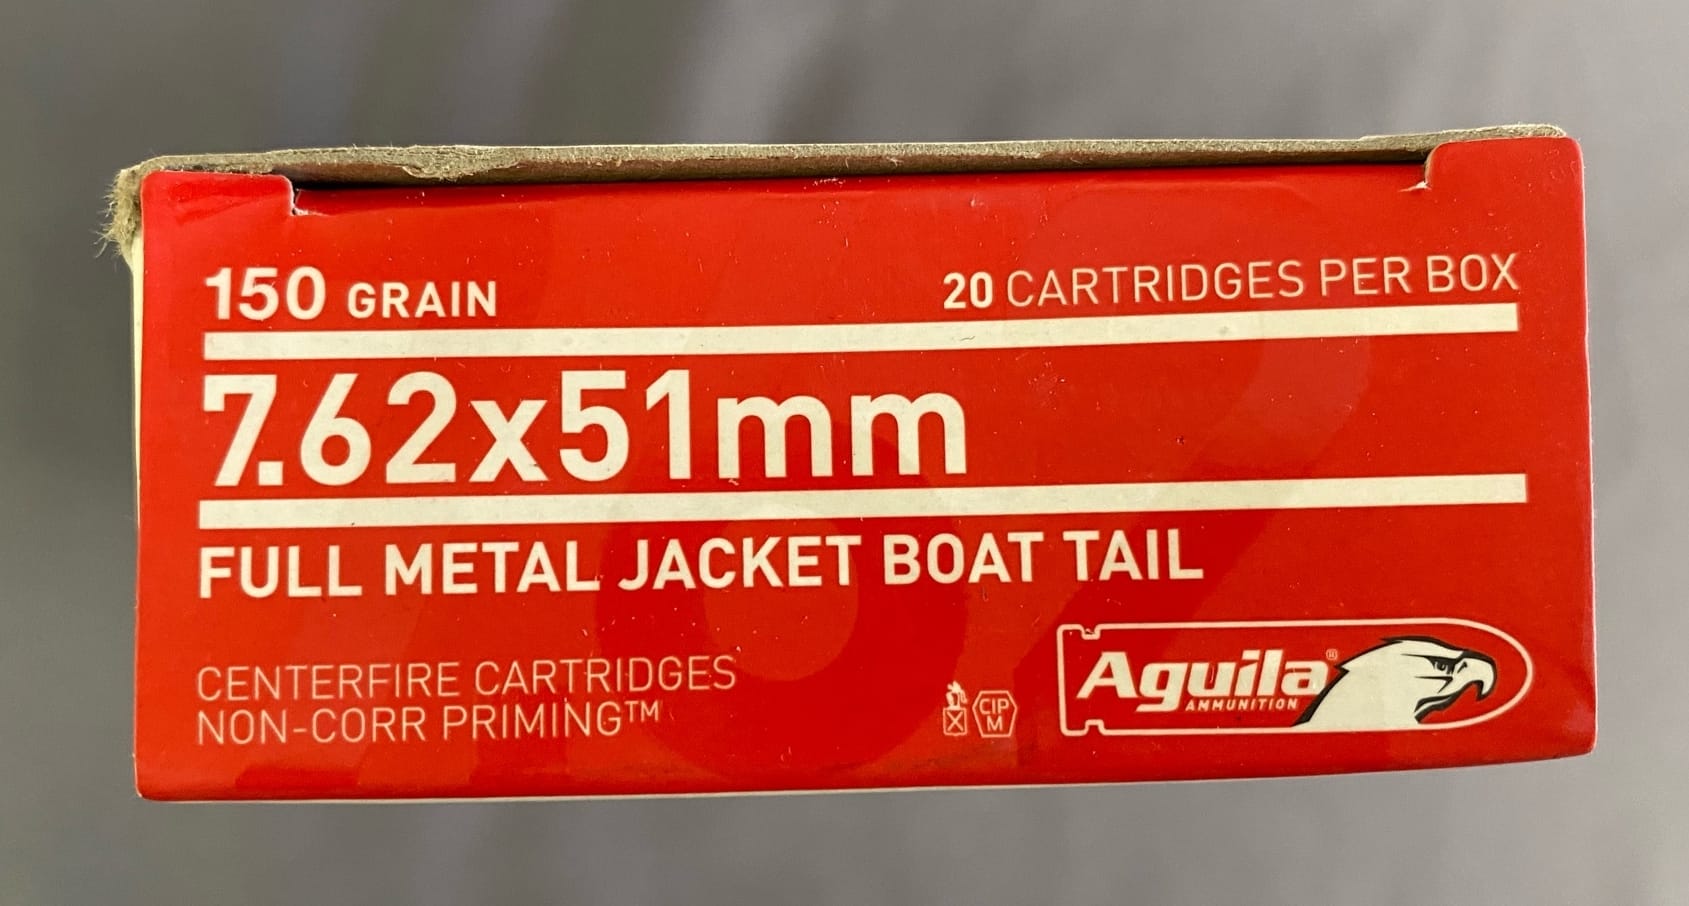 150 GRAIN
20 CARTRIDGES PER BOX
7.62x51mm
FULL METAL JACKET BOAT TAIL
CENTERFIRE CARTRIDGES
NON-CORR PRIMING™
CIP
M
Aguila®
AMMUNITION